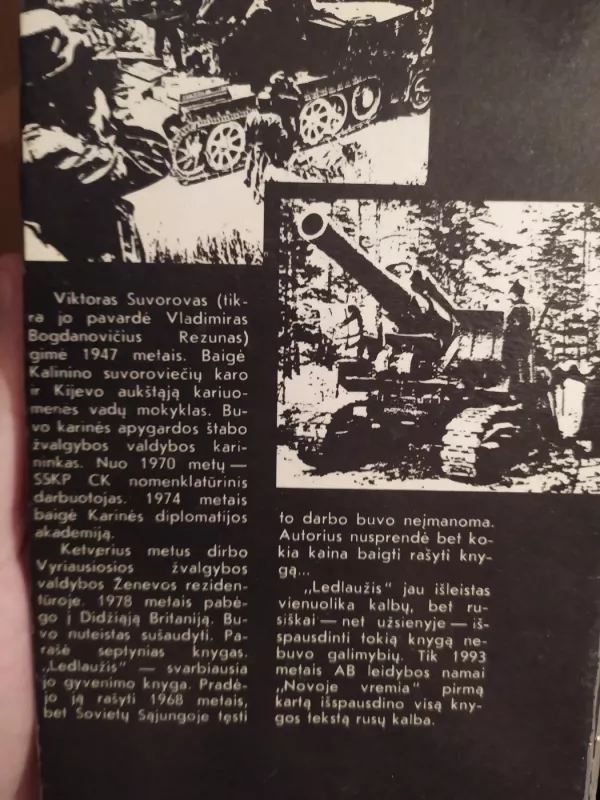 Viktoras Suvorovas (tik-
ra jo pavardė Vladimiras
Bogdanovičius Rezunas)
gimė 1947 metais. Baigė
Kalinino suvoroviečių karo
ir Kijevo aukštąją kariuo-
menės vadų mokyklas. Bu-
vo karinės apygardos štabo
žvalgybos valdybos kari-
ninkas. Nuo 1970 metų —
SSKP CK nomenklatūrinis
darbuotojas. 1974 metais
baigė Karinės diplomatijos
akademiją.
Ketverius metus dirbo
Vyriausiosios žvalgybos
valdybos Ženevos reziden-
tūroje. 1978 metais pabė-
go į Didžiąją Britaniją. Bu-
vo nuteistas sušaudyti. Pa-
rašė septynias knygas.
„Ledlaužis" — svarbiausia
jo gyvenimo knyga. Pradė-
jo ją rašyti 1968 metais,
bet Sovietų Sąjungoje tęsti
to darbo buvo neįmanoma.
Autorius nusprendė bet ko-
kia kaina baigti rašyti kny-
gą...
„Ledlaužis" jau išleistas
vienuolika kalbų, bet ru-
siškai — net užsienyje — iš-
spausdinti tokią knygą ne-
buvo galimybių. Tik 1993
metais AB leidybos namai
„Novoje vremia" pirmą
kartą išspausdino visą kny-
gos tekstą rusų kalba.